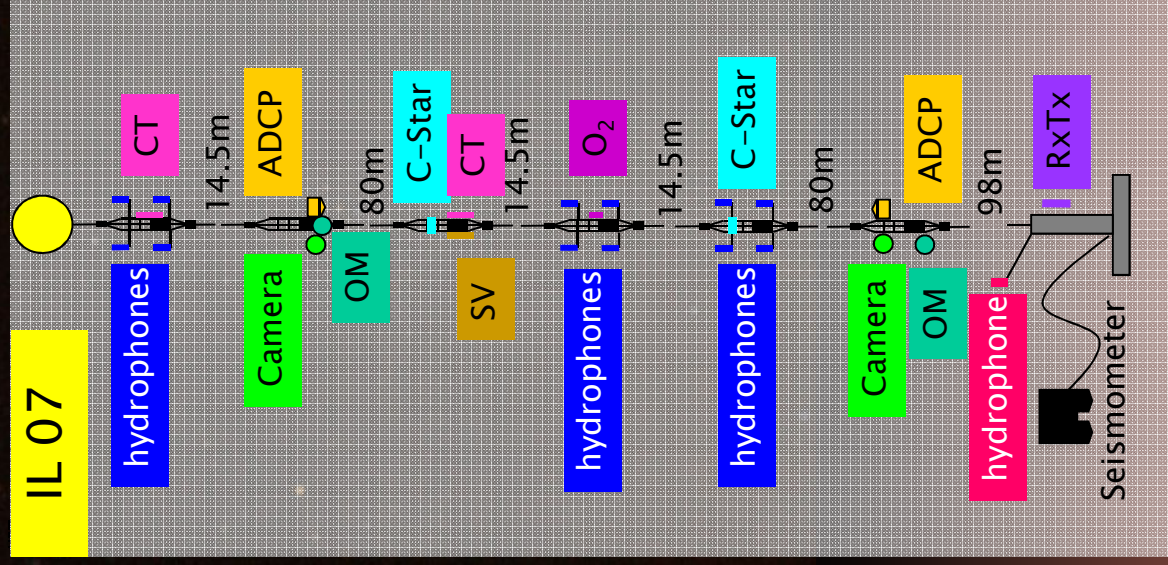 IL 07
CT
hydrophones
14.5m
ADCP
Camera
OM
80m
C-Star
CT
SV
14.5m
O₂
hydrophones
14.5m
C-Star
hydrophones
80m
ADCP
Camera
OM
98m
hydrophone
RxTx
Seismometer